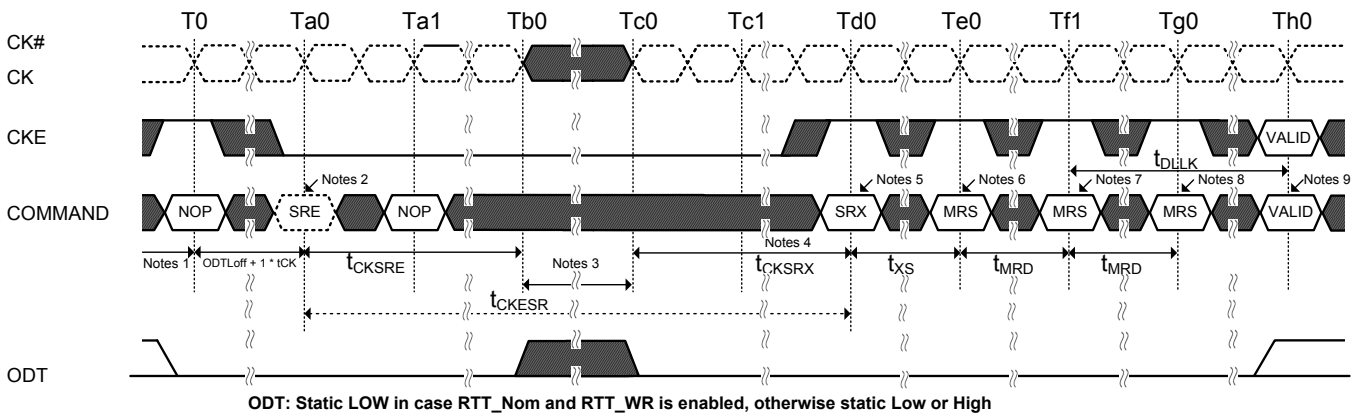 T0 Ta0 Ta1 Tb0 Tc0 Tc1 Td0 Te0 Tf1 Tg0 Th0
CK#
CK
CKE
VALID
tDLLK
Notes 2 Notes 5 Notes 6 Notes 7 Notes 8 Notes 9
COMMAND
NOP SRE NOP SRX MRS MRS MRS VALID
Notes 1 ODTLoff + 1 * tCK tCKSRE Notes 3 Notes 4 tCKSRX tXS tMRD tMRD
tCKESR
ODT
ODT: Static LOW in case RTT_Nom and RTT_WR is enabled, otherwise static Low or High